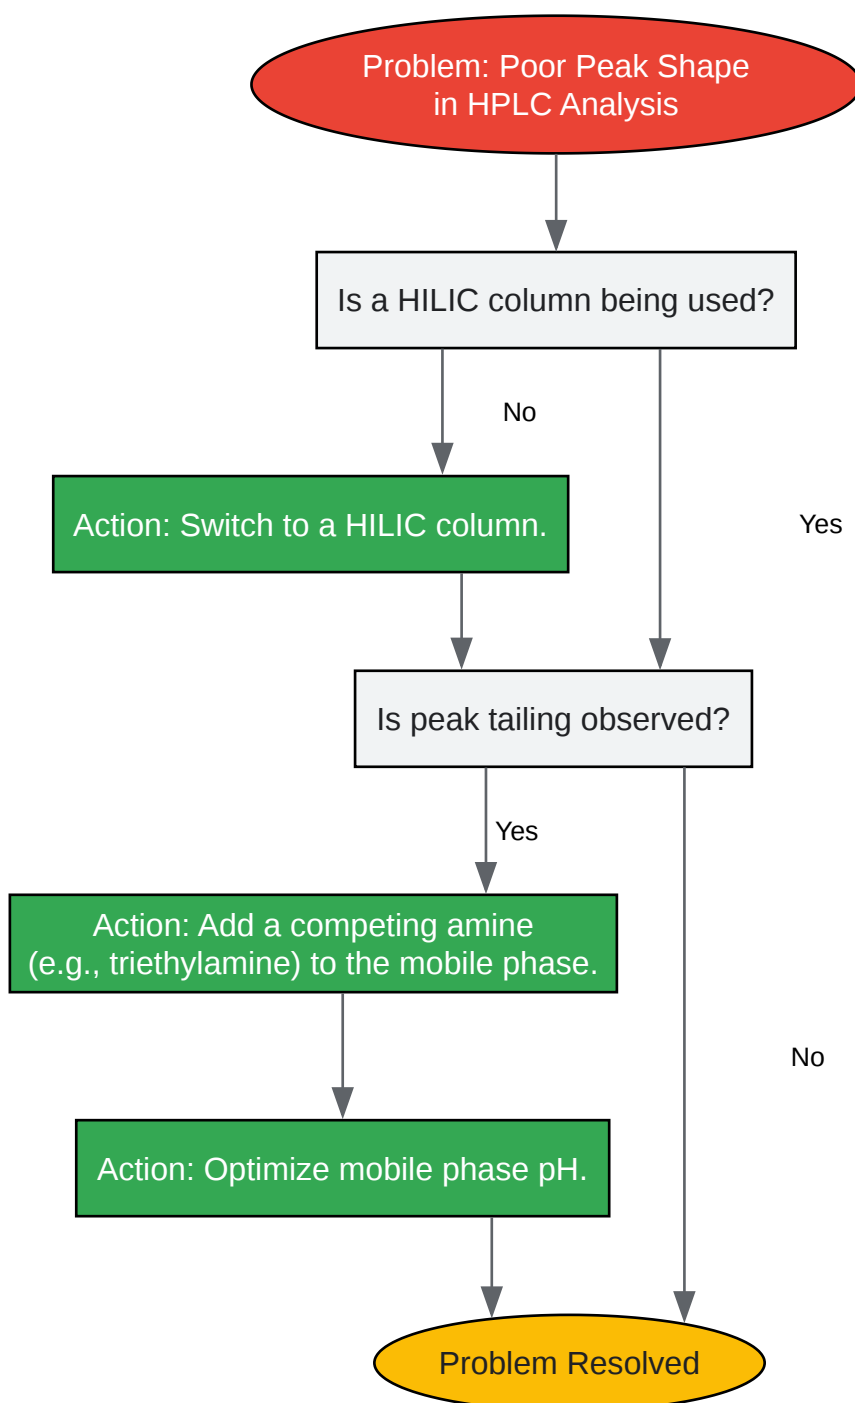 Problem: Poor Peak Shape
in HPLC Analysis
Is a HILIC column being used?
No
Action: Switch to a HILIC column.
Yes
Is peak tailing observed?
Yes
Action: Add a competing amine
(e.g., triethylamine) to the mobile phase.
No
Action: Optimize mobile phase pH.
Problem Resolved